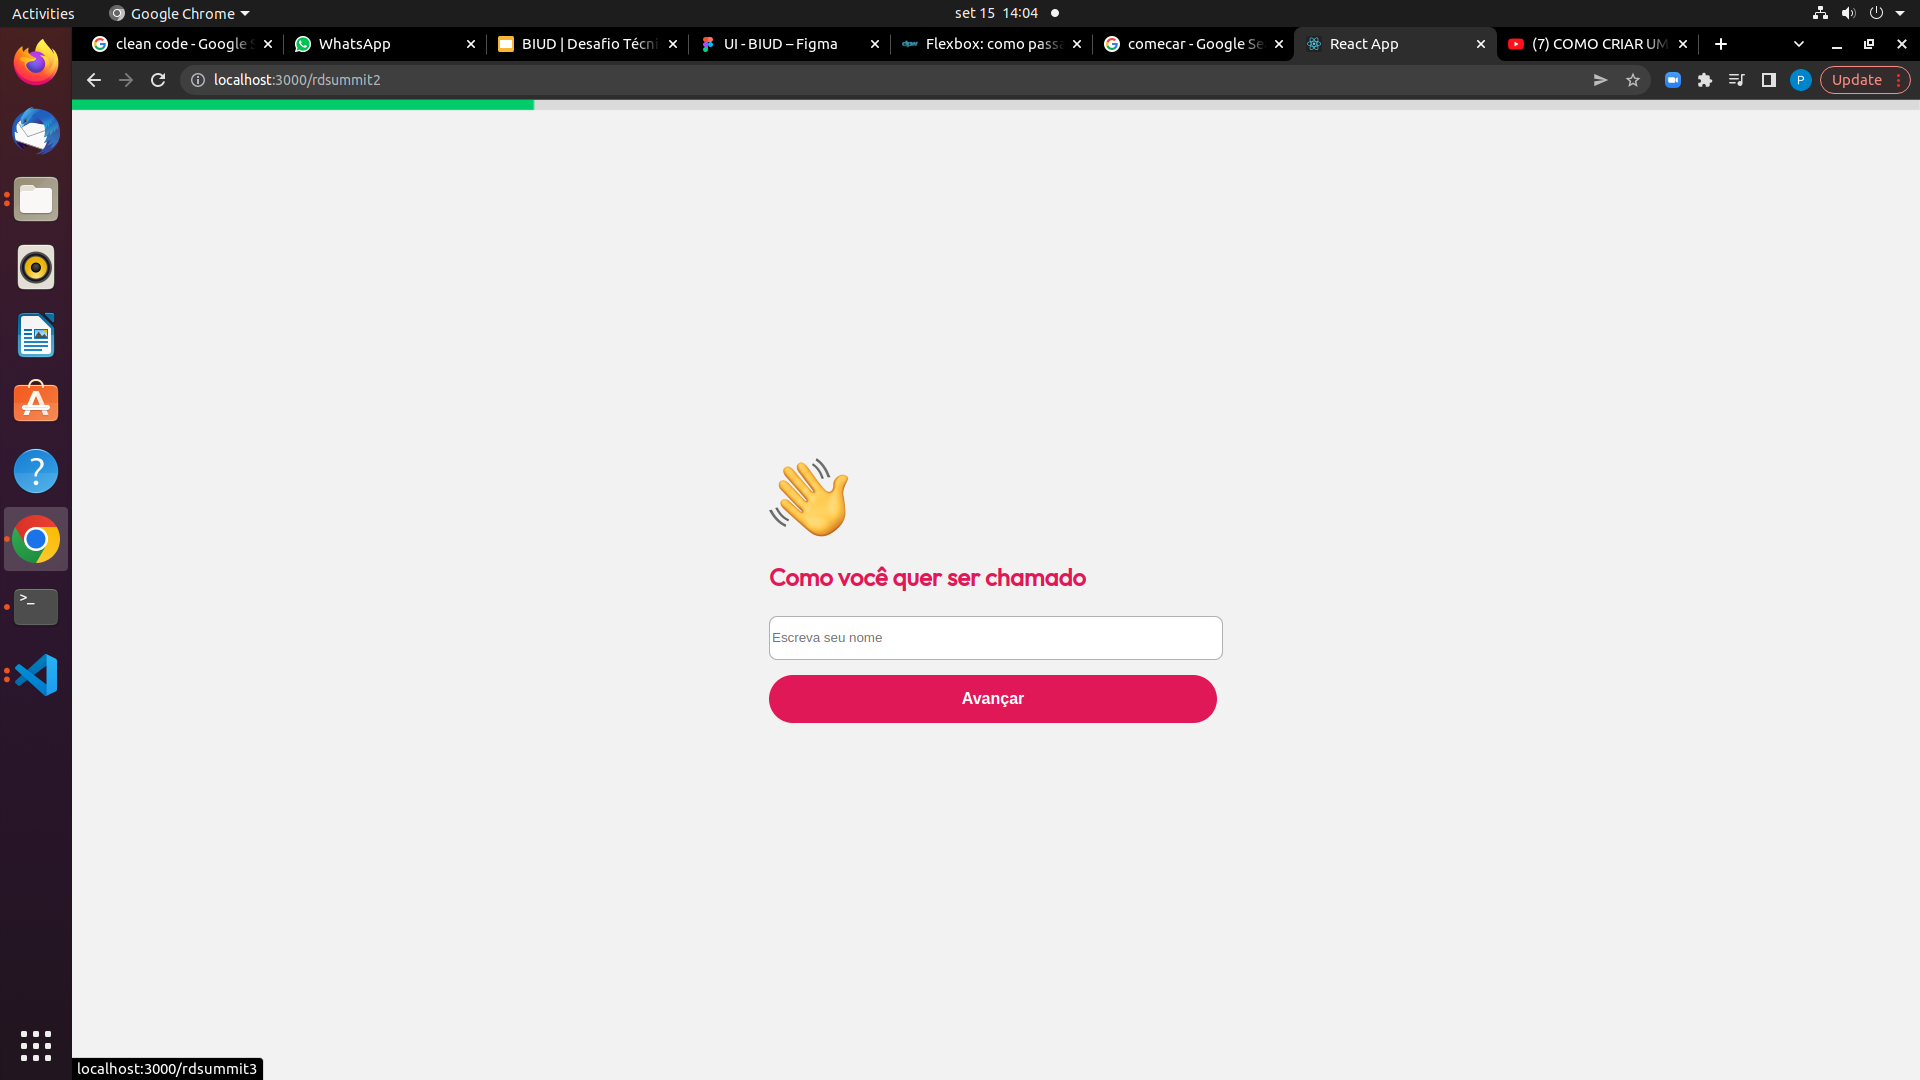 Activities
Google Chrome
set 15 14:04
clean code - Google S
WhatsApp
BIUD | Desafio Técni
UI - BIUD – Figma
Flexbox: como passa
comecar - Google Se
React App
(7) COMO CRIAR UM
localhost:3000/rdsummit2
P
Update
Como você quer ser chamado
Escreva seu nome
Avançar
localhost:3000/rdsummit3